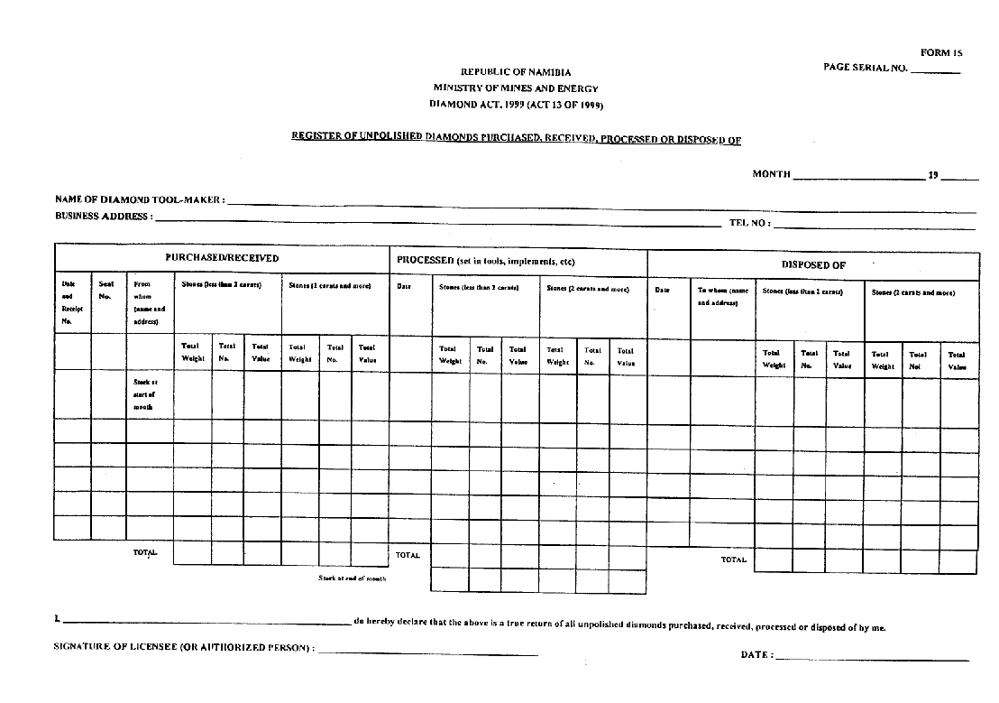 FORM 15
PAGE SERIAL NO. ________
REPUBLIC OF NAMIBIA
MINISTRY OF MINES AND ENERGY
DIAMOND ACT, 1999 (ACT 13 OF 1999)
REGISTER OF UNPOLISHED DIAMONDS PURCHASED, RECEIVED, PROCESSED OR DISPOSED OF
MONTH ____________________ 19 ______
NAME OF DIAMOND TOOL-MAKER : ____________________
BUSINESS ADDRESS : ____________________ TEL NO : ____________________
PURCHASED/RECEIVED PROCESSED (set in tools, implements, etc) DISPOSED OF
Date and Receipt No. Seat No. From whom (name and address) Stones (less than 2 carats) Stones (2 carats and more) Date Stones (less than 2 carats) Stones (2 carats and more) Date To whom (name and address) Stones (less than 2 carats) Stones (2 carats and more)
Total Weight Total No. Total Value Total Weight Total No. Total Value Total Weight Total No. Total Value Total Weight Total No. Total Value Total Weight Total No. Total Value Total Weight Total Nol Total Value
Stock at start of month
TOTAL TOTAL TOTAL
Stock at end of month
I, ____________________ do hereby declare that the above is a true return of all unpolished diamonds purchased, received, processed or disposed of by me.
SIGNATURE OF LICENSEE (OR AUTHORIZED PERSON) : ____________________ DATE : ____________________